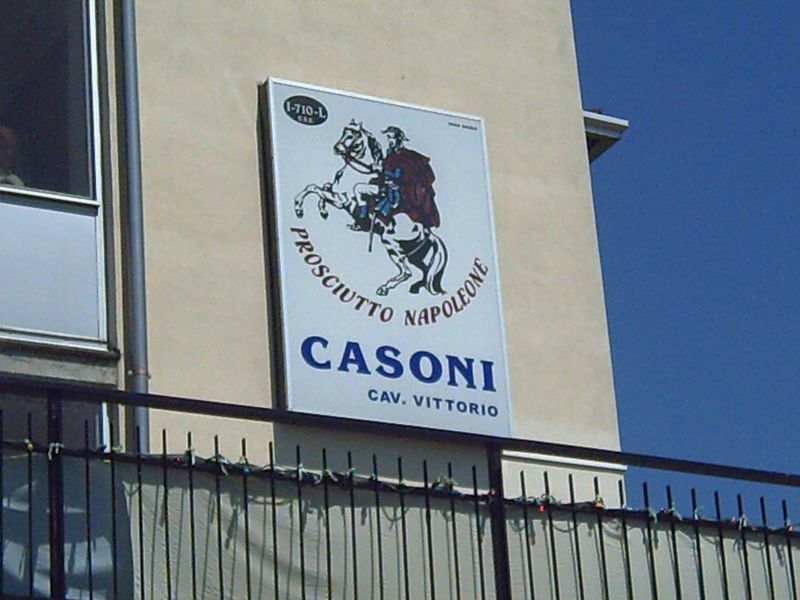 I-710-L
C.E.E.
PROSCIUTTO NAPOLEONE
CASONI
CAV. VITTORIO